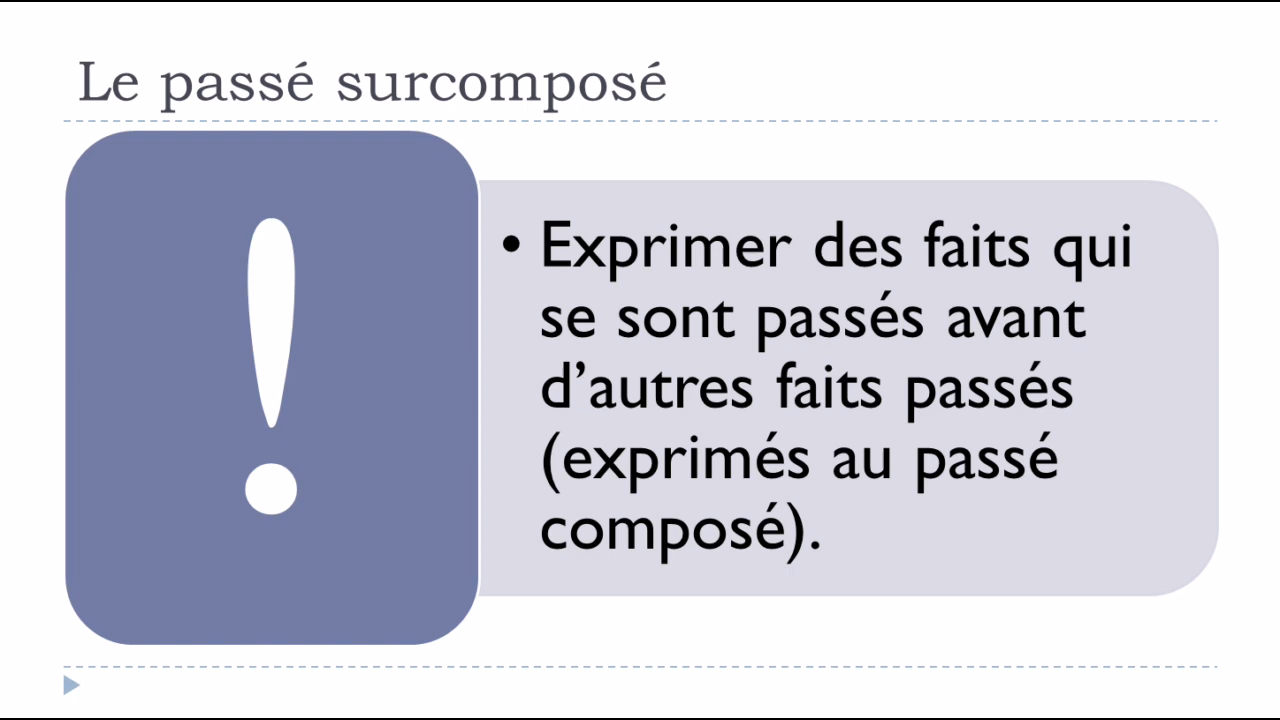 Le passé surcomposé
!
• Exprimer des faits qui
se sont passés avant
d’autres faits passés
(exprimés au passé
composé).